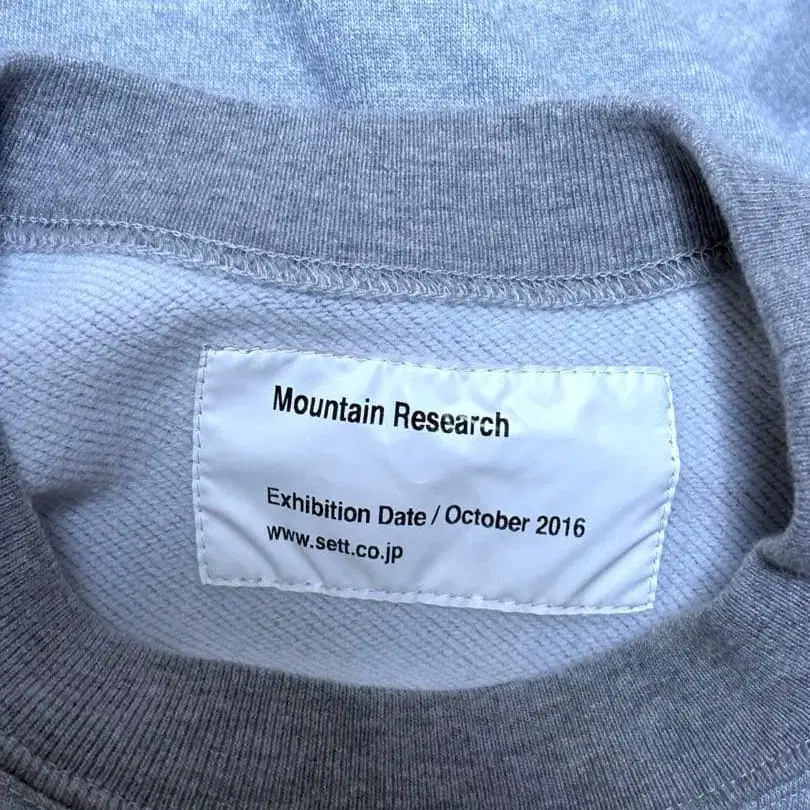 Mountain Research
Exhibition Date / October 2016
www.sett.co.jp